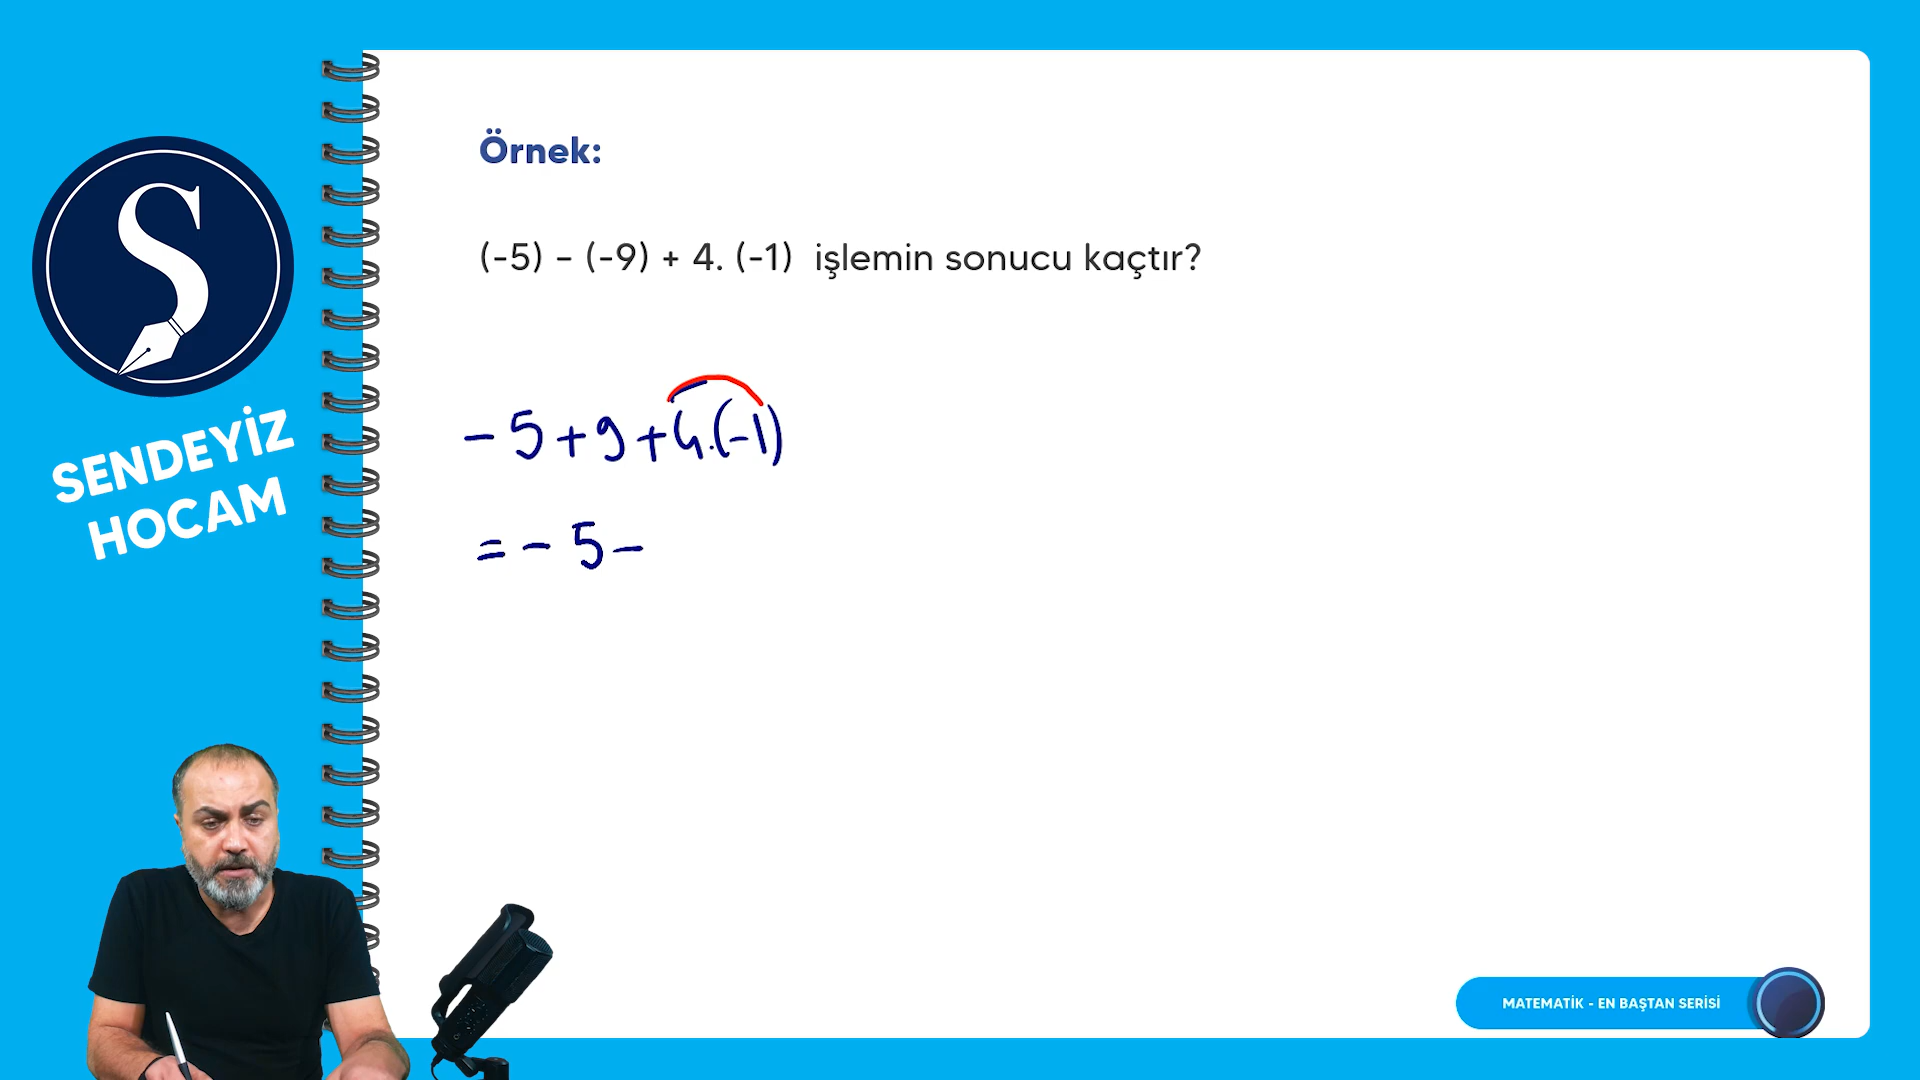 SENDEYİZ
HOCAM
Örnek:
(-5) - (-9) + 4. (-1) işlemin sonucu kaçtır?
-5+9+4.(-1)
=-5-
MATEMATİK - EN BAŞTAN SERİSİ